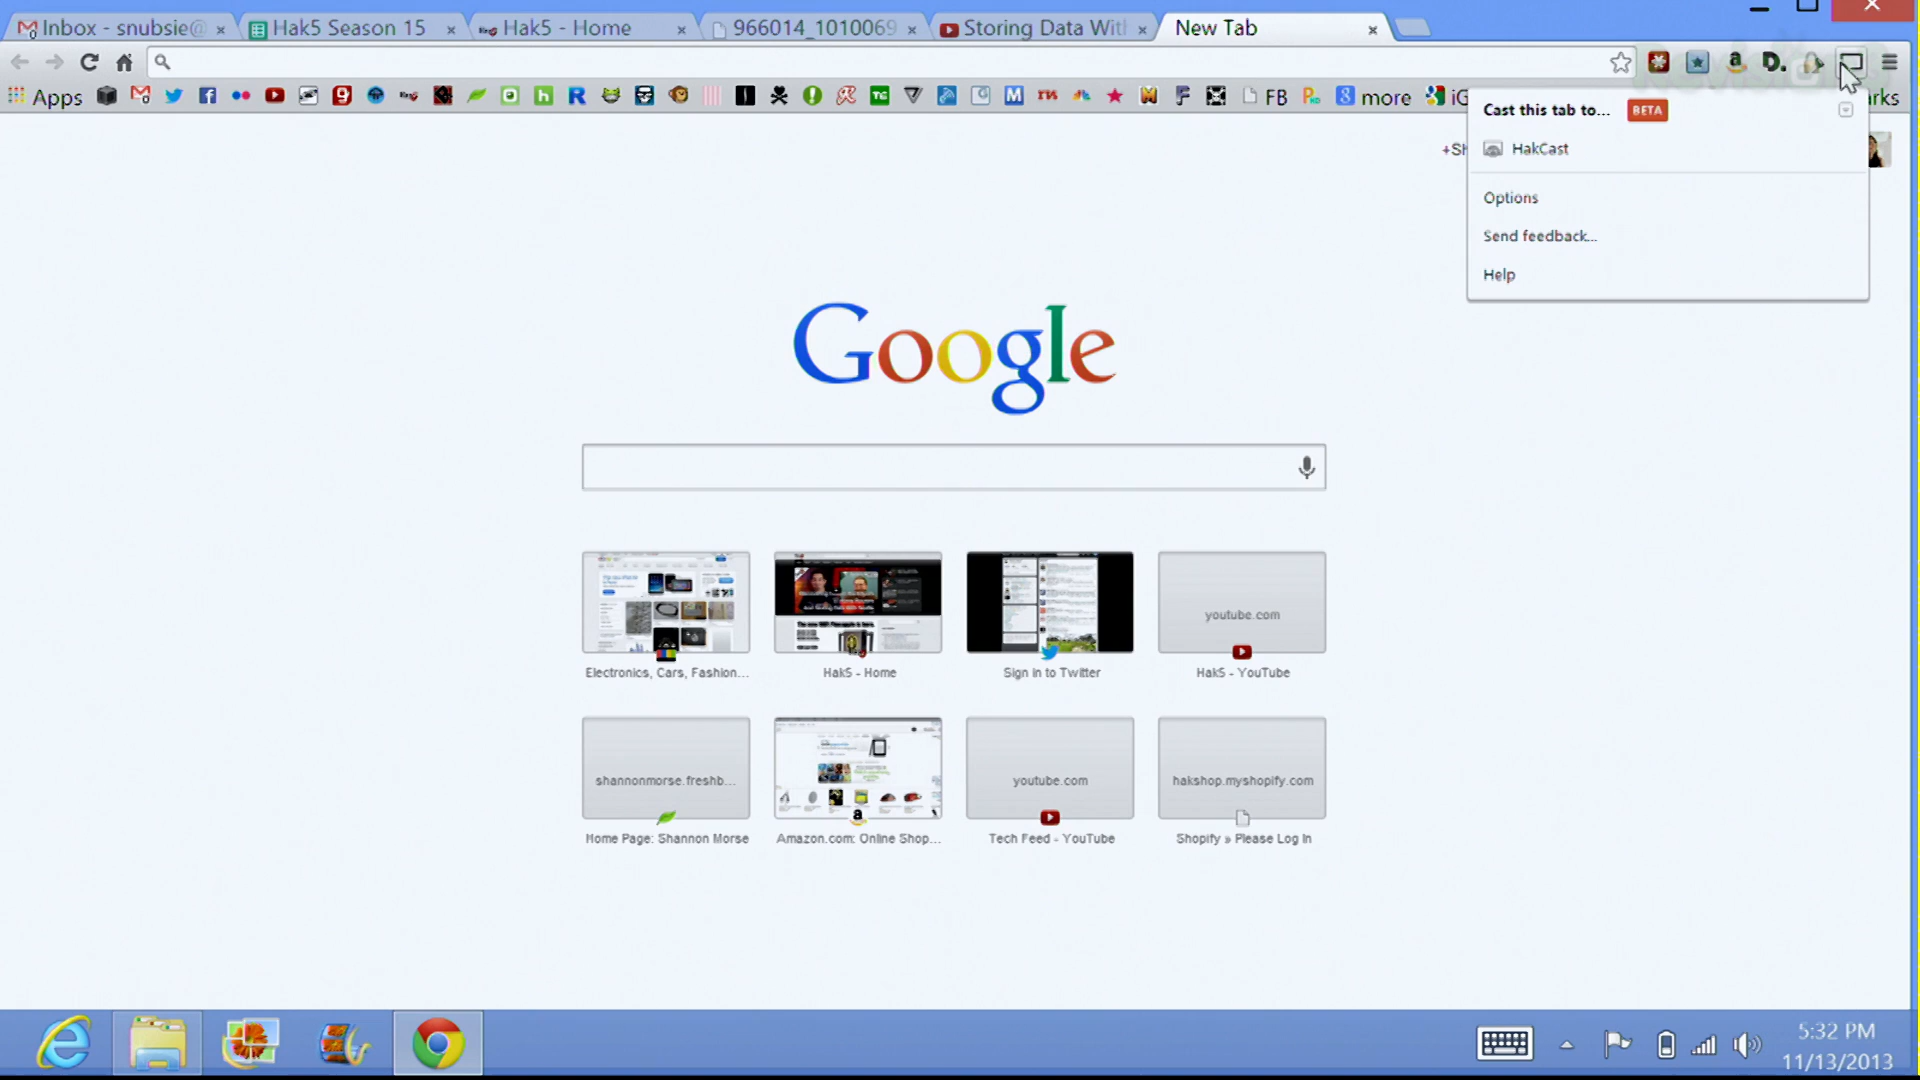 Inbox - snubsie@
Hak5 Season 15
Hak5 - Home
966014_1010069
Storing Data With
New Tab
Apps
FB
more
iG
rks
Cast this tab to... BETA
HakCast
+Sh
Options
Send feedback...
Help
Google
youtube.com
Electronics, Cars, Fashion...
Hak5 - Home
Sign in to Twitter
Hak5 - YouTube
shannonmorse.freshb...
youtube.com
hakshop.myshopify.com
Home Page: Shannon Morse
Amazon.com: Online Shop...
Tech Feed - YouTube
Shopify » Please Log In
5:32 PM
11/13/2013